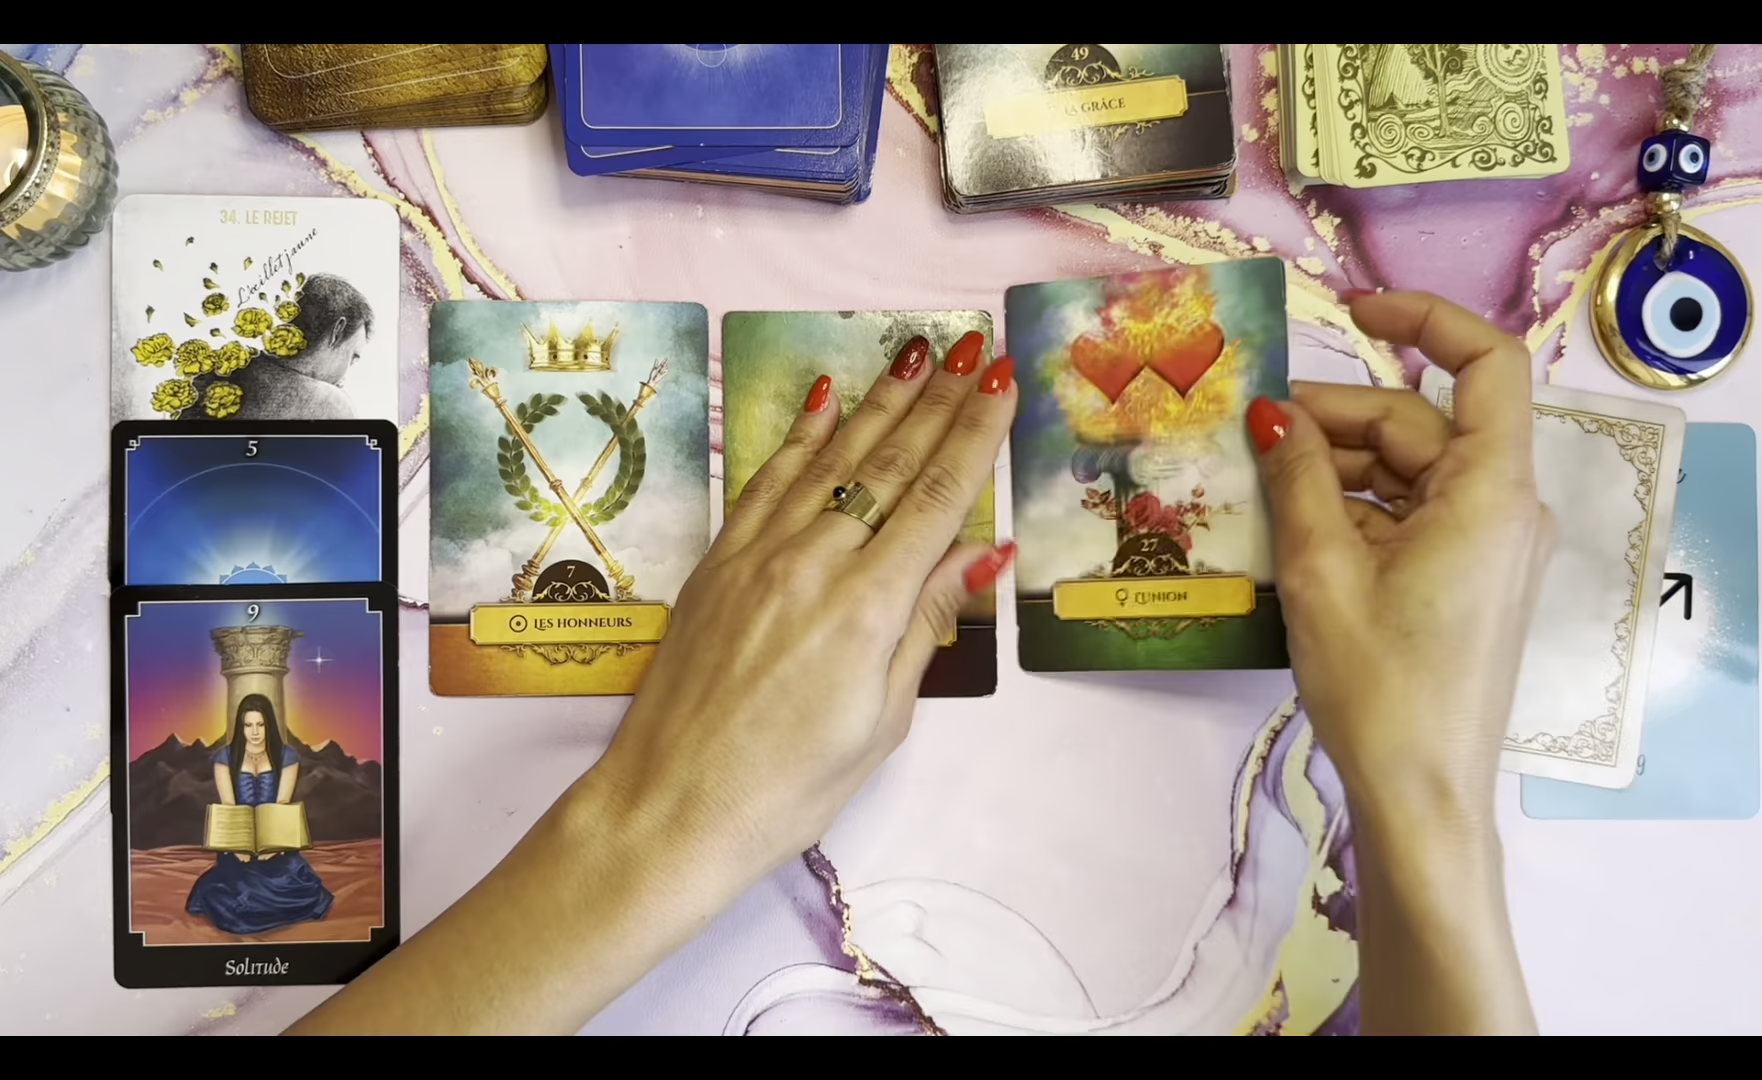 49
LA GRÂCE
34. LE REJET
L'œillet jaune
5
9
Solitude
7
LES HONNEURS
27
L'UNION